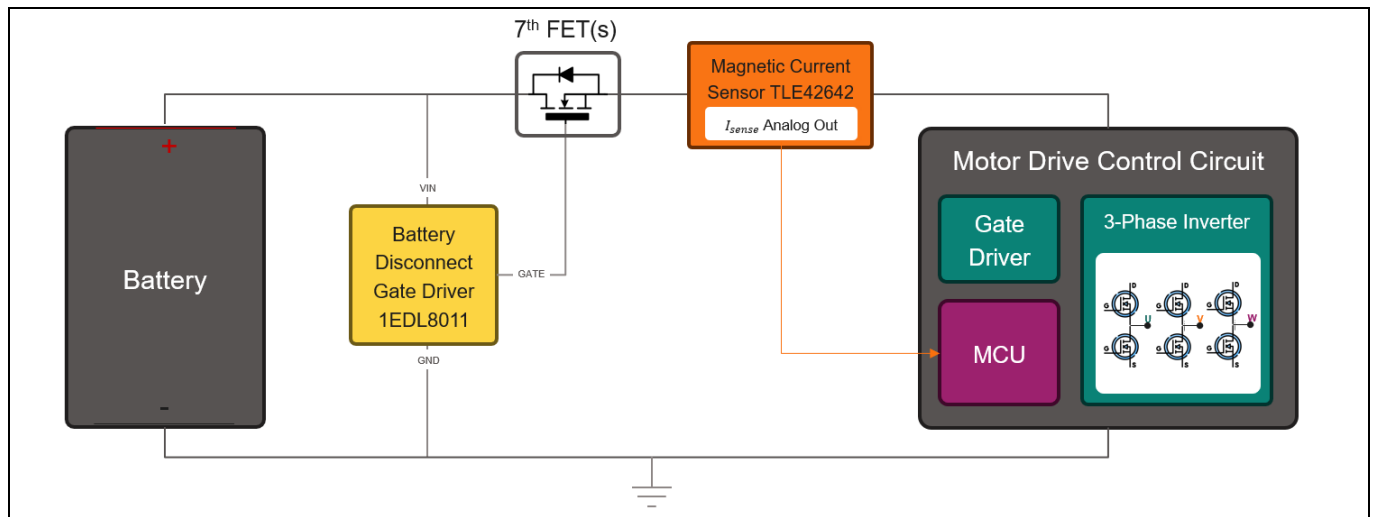 7th FET(s)
Magnetic Current
Sensor TLE42642
Isense Analog Out
+
VIN
Battery
Disconnect
Gate Driver
1EDL8011
GATE
GND
Battery
-
Motor Drive Control Circuit
Gate
Driver
MCU
3-Phase Inverter
D D D
G G G
U V W
G G G
S S S